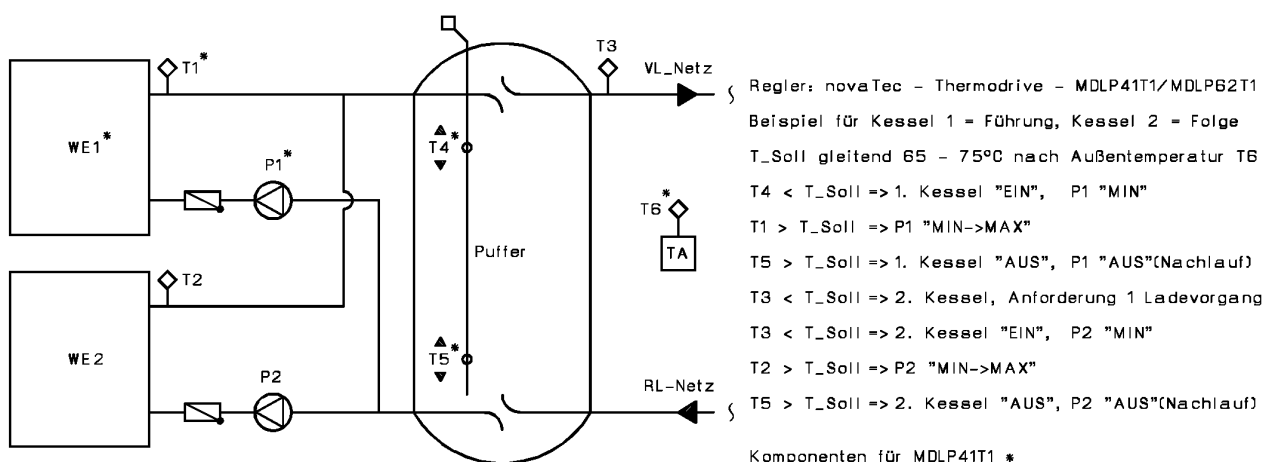 T1*
T3
VL_Netz
Regler: novaTec - Thermodrive - MDLP41T1/MDLP62T1
Beispiel für Kessel 1 = Führung, Kessel 2 = Folge
WE1*
P1*
T4*
T_Soll gleitend 65 - 75ºC nach Außentemperatur T6
T4 < T_Soll => 1. Kessel "EIN", P1 "MIN"
T6*
T1 > T_Soll => P1 "MIN->MAX"
Puffer
TA
T5 > T_Soll => 1. Kessel "AUS", P1 "AUS"(Nachlauf)
T2
T3 < T_Soll => 2. Kessel, Anforderung 1 Ladevorgang
T3 < T_Soll => 2. Kessel "EIN", P2 "MIN"
WE2
T5*
P2
T2 > T_Soll => P2 "MIN->MAX"
RL-Netz
T5 > T_Soll => 2. Kessel "AUS", P2 "AUS"(Nachlauf)
Komponenten für MDLP41T1 *